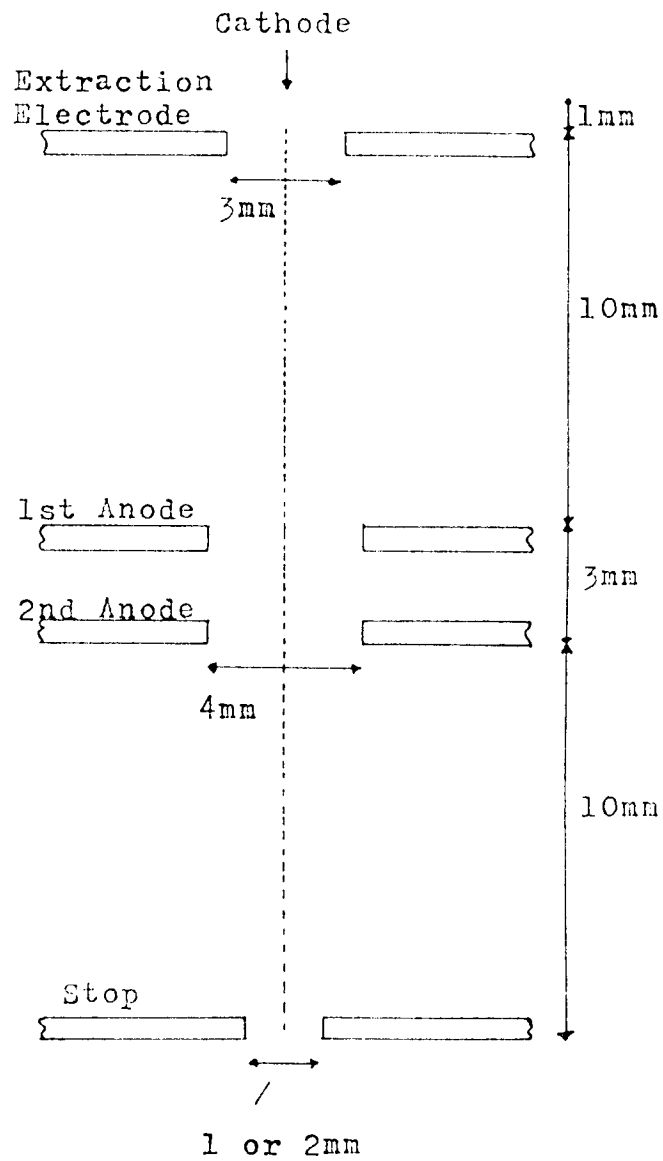 Cathode
Extraction
Electrode
1mm
3mm
10mm
1st Anode
3mm
2nd Anode
4mm
10mm
Stop
1 or 2mm